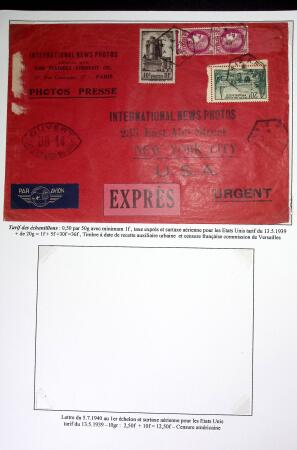 INTERNATIONAL NEWS PHOTOS
PARIS
PHOTOS PRESSE
INTERNATIONAL NEWS PHOTOS
235 East 45th Street
NEW YORK CITY
U.S.A
URGENT
EXPRÈS
PAR AVION
OUVERT
Tarif des échantillons : 0,50 par 50g avec minimum 1f, taxe exprès et surtaxe aérienne pour les Etats Unis tarif du 13.5.1939
+ de 20g = 1f + 5f +30f =36f , Timbre à date de recette auxiliaire urbaine et censure française commission de Versailles
Lettre du 5.7.1940 au 1er échelon et surtaxe aérienne pour les Etats Unis
tarif du 13.5.1939 –10gr : 2,50f + 10f = 12,50f – Censure américaine